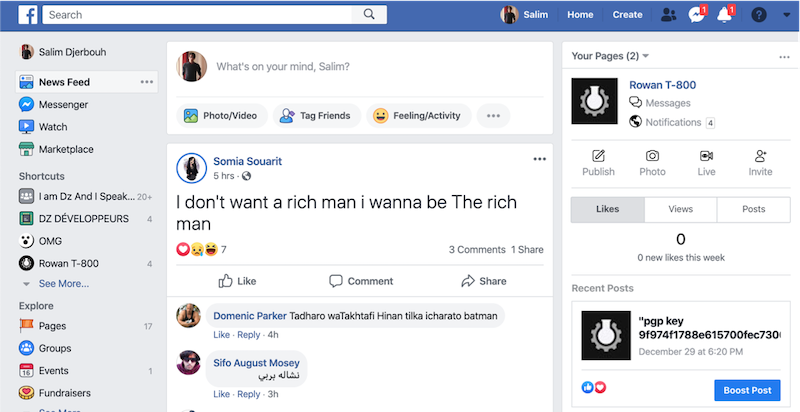 Search
Salim
Home
Create
1
1
Salim Djerbouh
News Feed
Messenger
Watch
Marketplace
Shortcuts
I am Dz And I Speak... 20+
DZ DÉVELOPPEURS 4
OMG
Rowan T-800 4
See More...
Explore
Pages 17
Groups
Events 1
Fundraisers
What's on your mind, Salim?
Photo/Video
Tag Friends
Feeling/Activity
Somia Souarit
5 hrs ·
I don't want a rich man i wanna be The rich
man
7
3 Comments 1 Share
Like
Comment
Share
Domenic Parker Tadharo waTakhtafi Hinan tilka icharato batman
Like · Reply · 4h
Sifo August Mosey
نشاله بربي
Like · Reply · 3h
Your Pages (2)
Rowan T-800
Messages
Notifications 4
Publish
Photo
Live
Invite
Likes
Views
Posts
0
0 new likes this week
Recent Posts
"pgp key
9f974f1788e615700fec730
December 29 at 6:20 PM
Boost Post